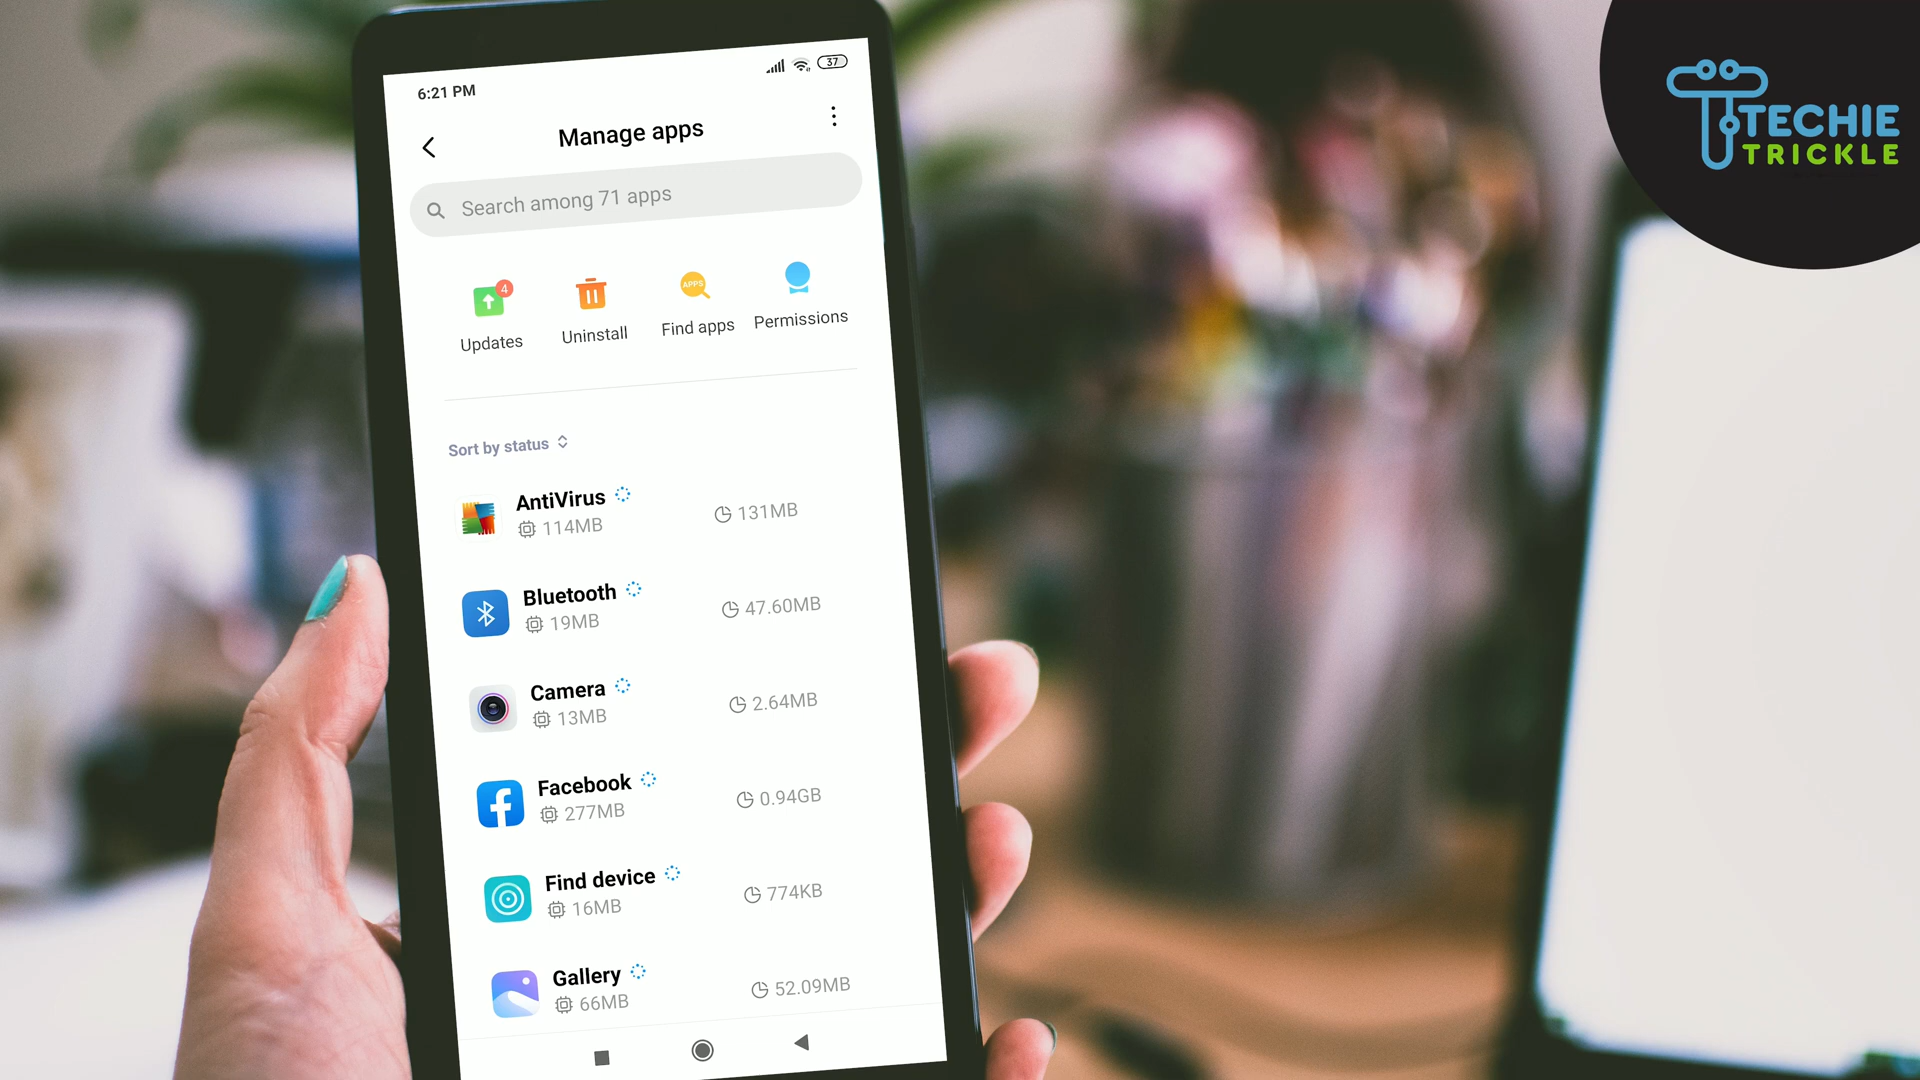 6:21 PM
37
Manage apps
Search among 71 apps
4
APPS
Updates
Uninstall
Find apps
Permissions
Sort by status
AntiVirus
114MB
131MB
Bluetooth
19MB
47.60MB
Camera
13MB
2.64MB
Facebook
277MB
0.94GB
Find device
16MB
774KB
Gallery
66MB
52.09MB
TECHIE
TRICKLE